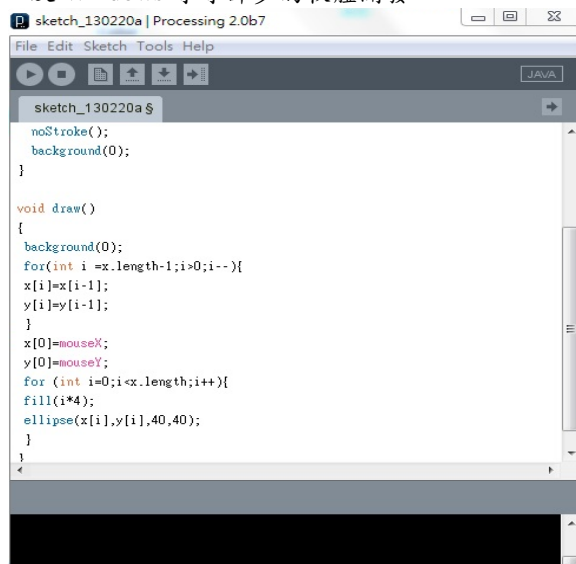 sketch_130220a | Processing 2.0b7
File Edit Sketch Tools Help
JAVA
sketch_130220a §
noStroke();
background(0);
}
void draw()
{
background(0);
for(int i =x.length-1;i>0;i--){
x[i]=x[i-1];
y[i]=y[i-1];
}
x[0]=mouseX;
y[0]=mouseY;
for (int i=0;i<x.length;i++){
fill(i*4);
ellipse(x[i],y[i],40,40);
}
}